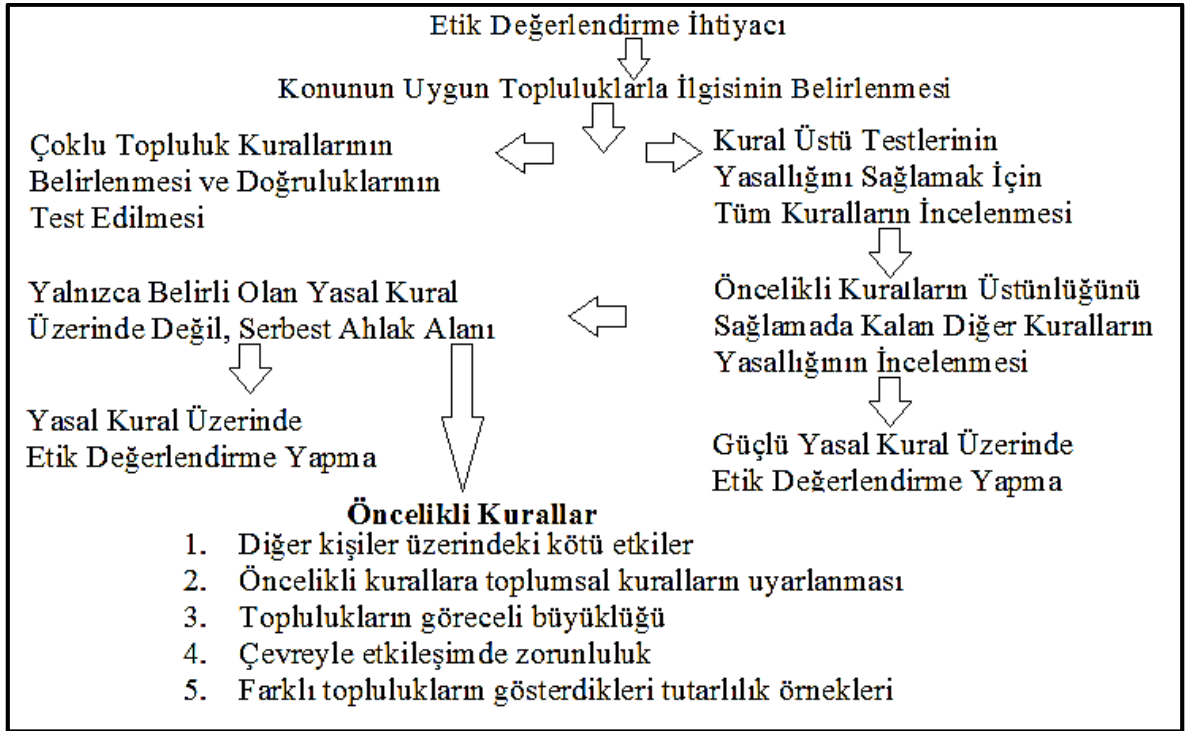 Etik Değerlendirme İhtiyacı
Konunun Uygun Topluluklarla İlgisinin Belirlenmesi
Çoklu Topluluk Kurallarının
Belirlenmesi ve Doğruluklarının
Test Edilmesi
Kural Üstü Testlerinin
Yasallığını Sağlamak İçin
Tüm Kuralların İncelenmesi
Yalnızca Belirli Olan Yasal Kural
Üzerinde Değil, Serbest Ahlak Alanı
Öncelikli Kuralların Üstünlüğünü
Sağlamada Kalan Diğer Kuralların
Yasallığının İncelenmesi
Yasal Kural Üzerinde
Etik Değerlendirme Yapma
Güçlü Yasal Kural Üzerinde
Etik Değerlendirme Yapma
Öncelikli Kurallar
1. Diğer kişiler üzerindeki kötü etkiler
2. Öncelikli kurallara toplumsal kuralların uyarlanması
3. Toplulukların göreceli büyüklüğü
4. Çevreyle etkileşimde zorunluluk
5. Farklı toplulukların gösterdikleri tutarlılık örnekleri